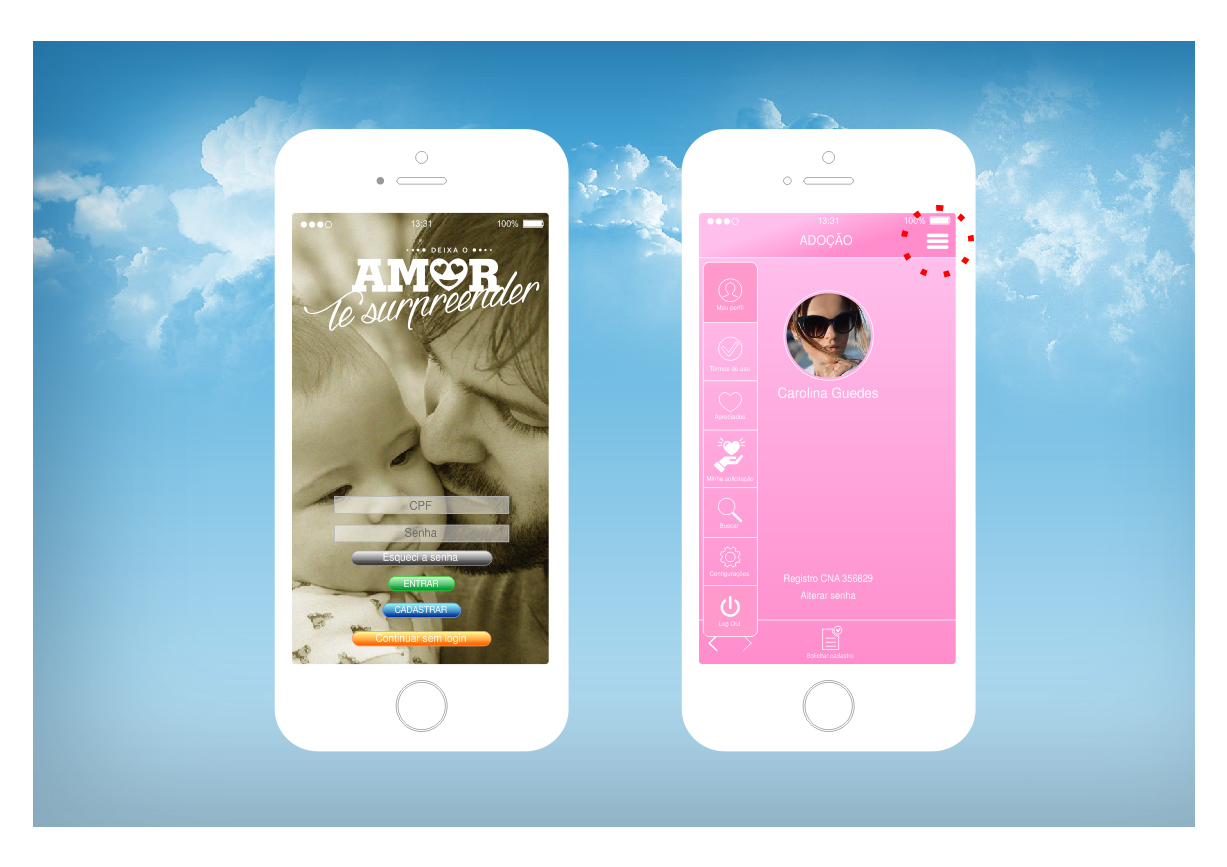 13:31
100%
DEIXA O
AMOR
te surpreender
CPF
Senha
Esqueci a senha
ENTRAR
CADASTRAR
Continuar sem login
13:31
100%
ADOÇÃO
Meu perfil
Termos de uso
Carolina Guedes
Apreciados
Minha solicitação
Buscar
Configurações
Registro CNA 356829
Alterar senha
Log Out
Solicitar cadastro